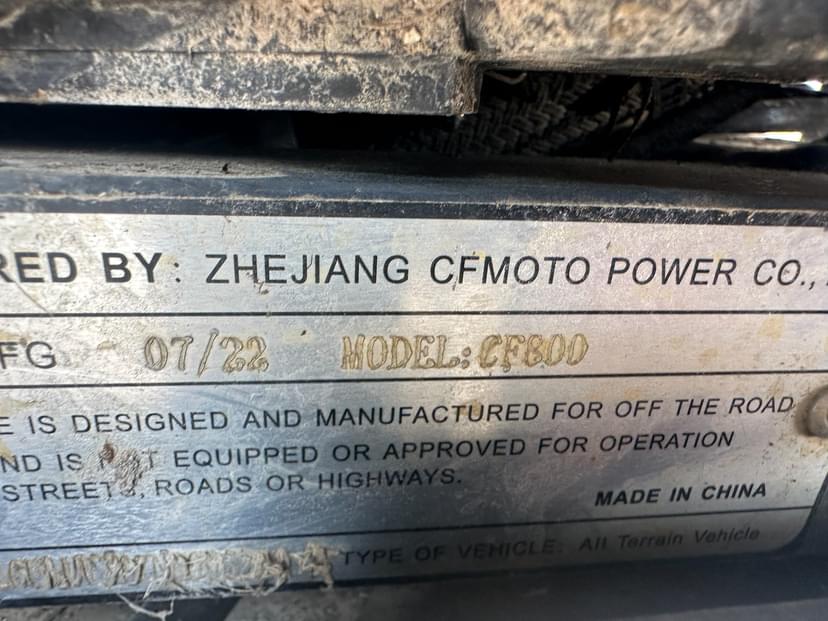 RED BY: ZHEJIANG CFMOTO POWER CO.,
FG 07/22 MODEL:CF800
E IS DESIGNED AND MANUFACTURED FOR OFF THE ROAD
ND IS NOT EQUIPPED OR APPROVED FOR OPERATION
STREETS, ROADS OR HIGHWAYS.
MADE IN CHINA
TYPE OF VEHICLE: All Terrain Vehicle